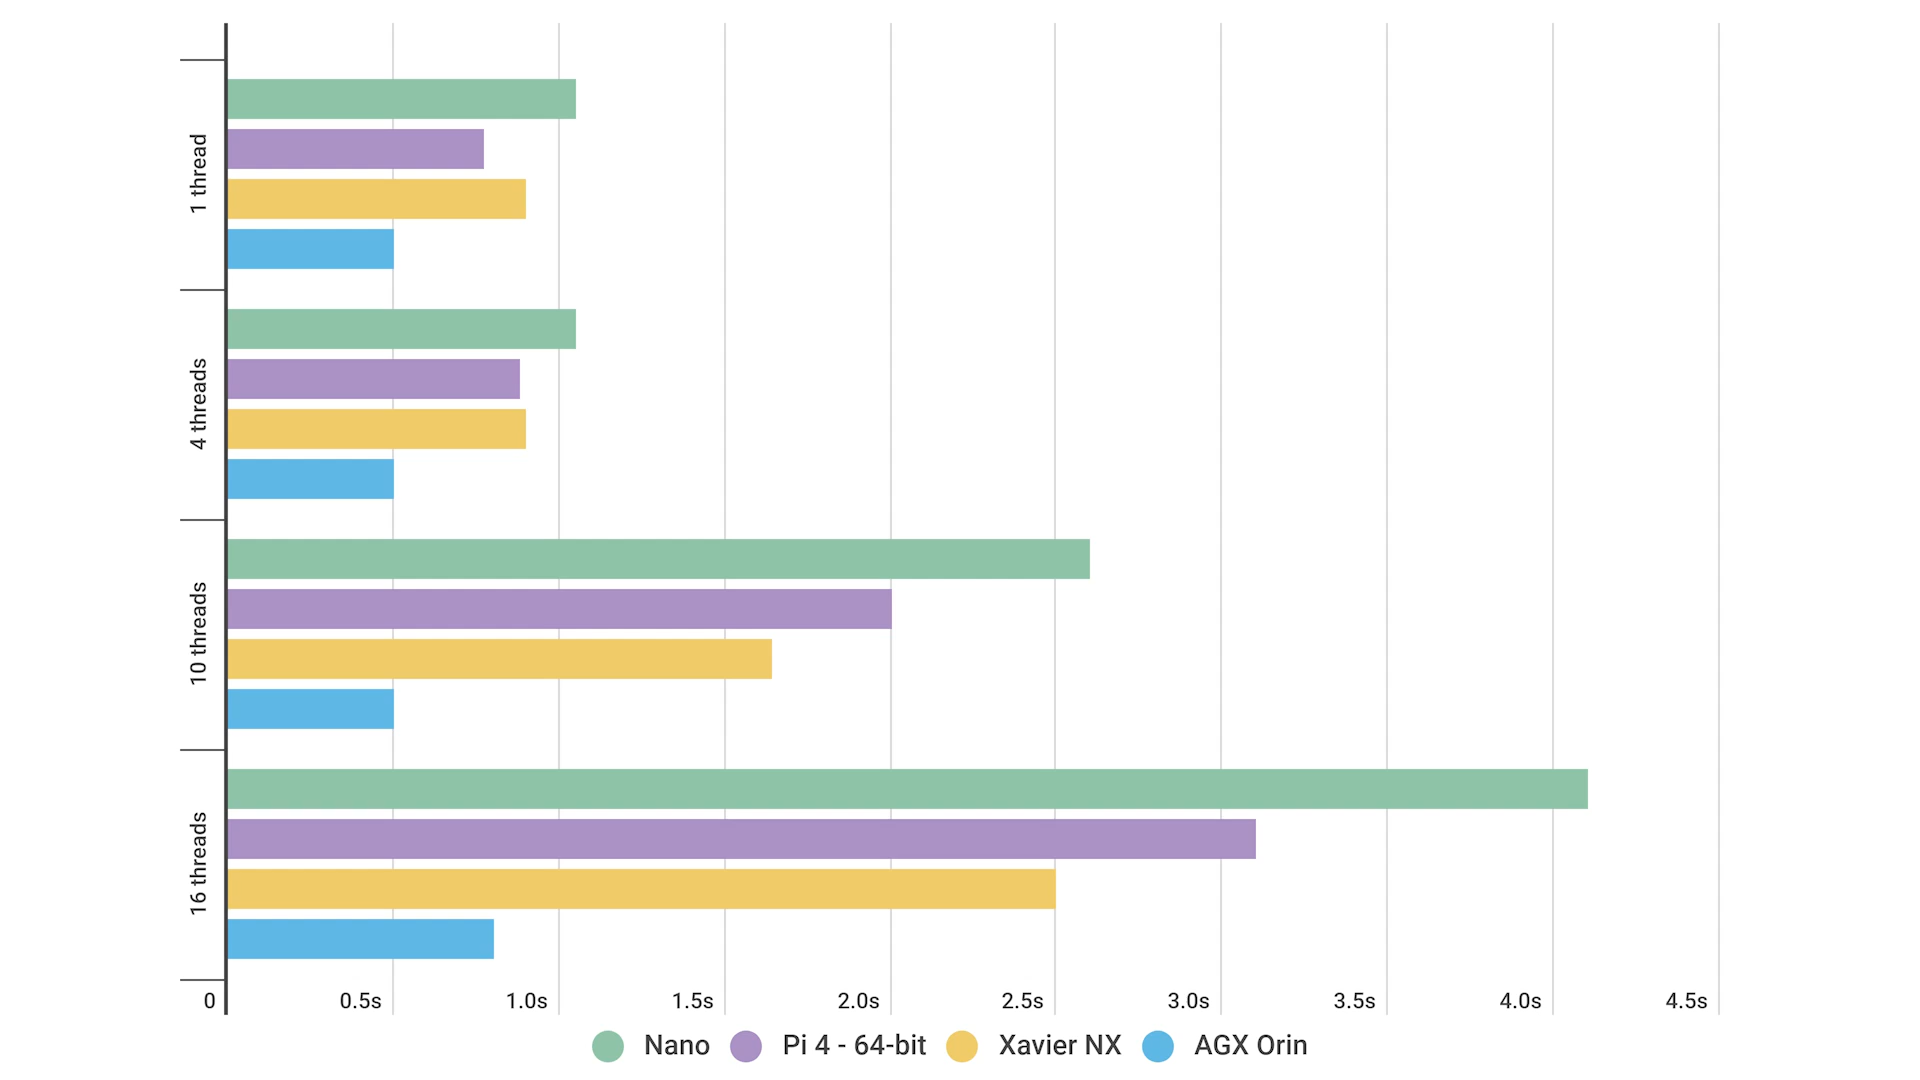 1 thread
4 threads
10 threads
16 threads
0 0.5s 1.0s 1.5s 2.0s 2.5s 3.0s 3.5s 4.0s 4.5s
Nano Pi 4 - 64-bit Xavier NX AGX Orin